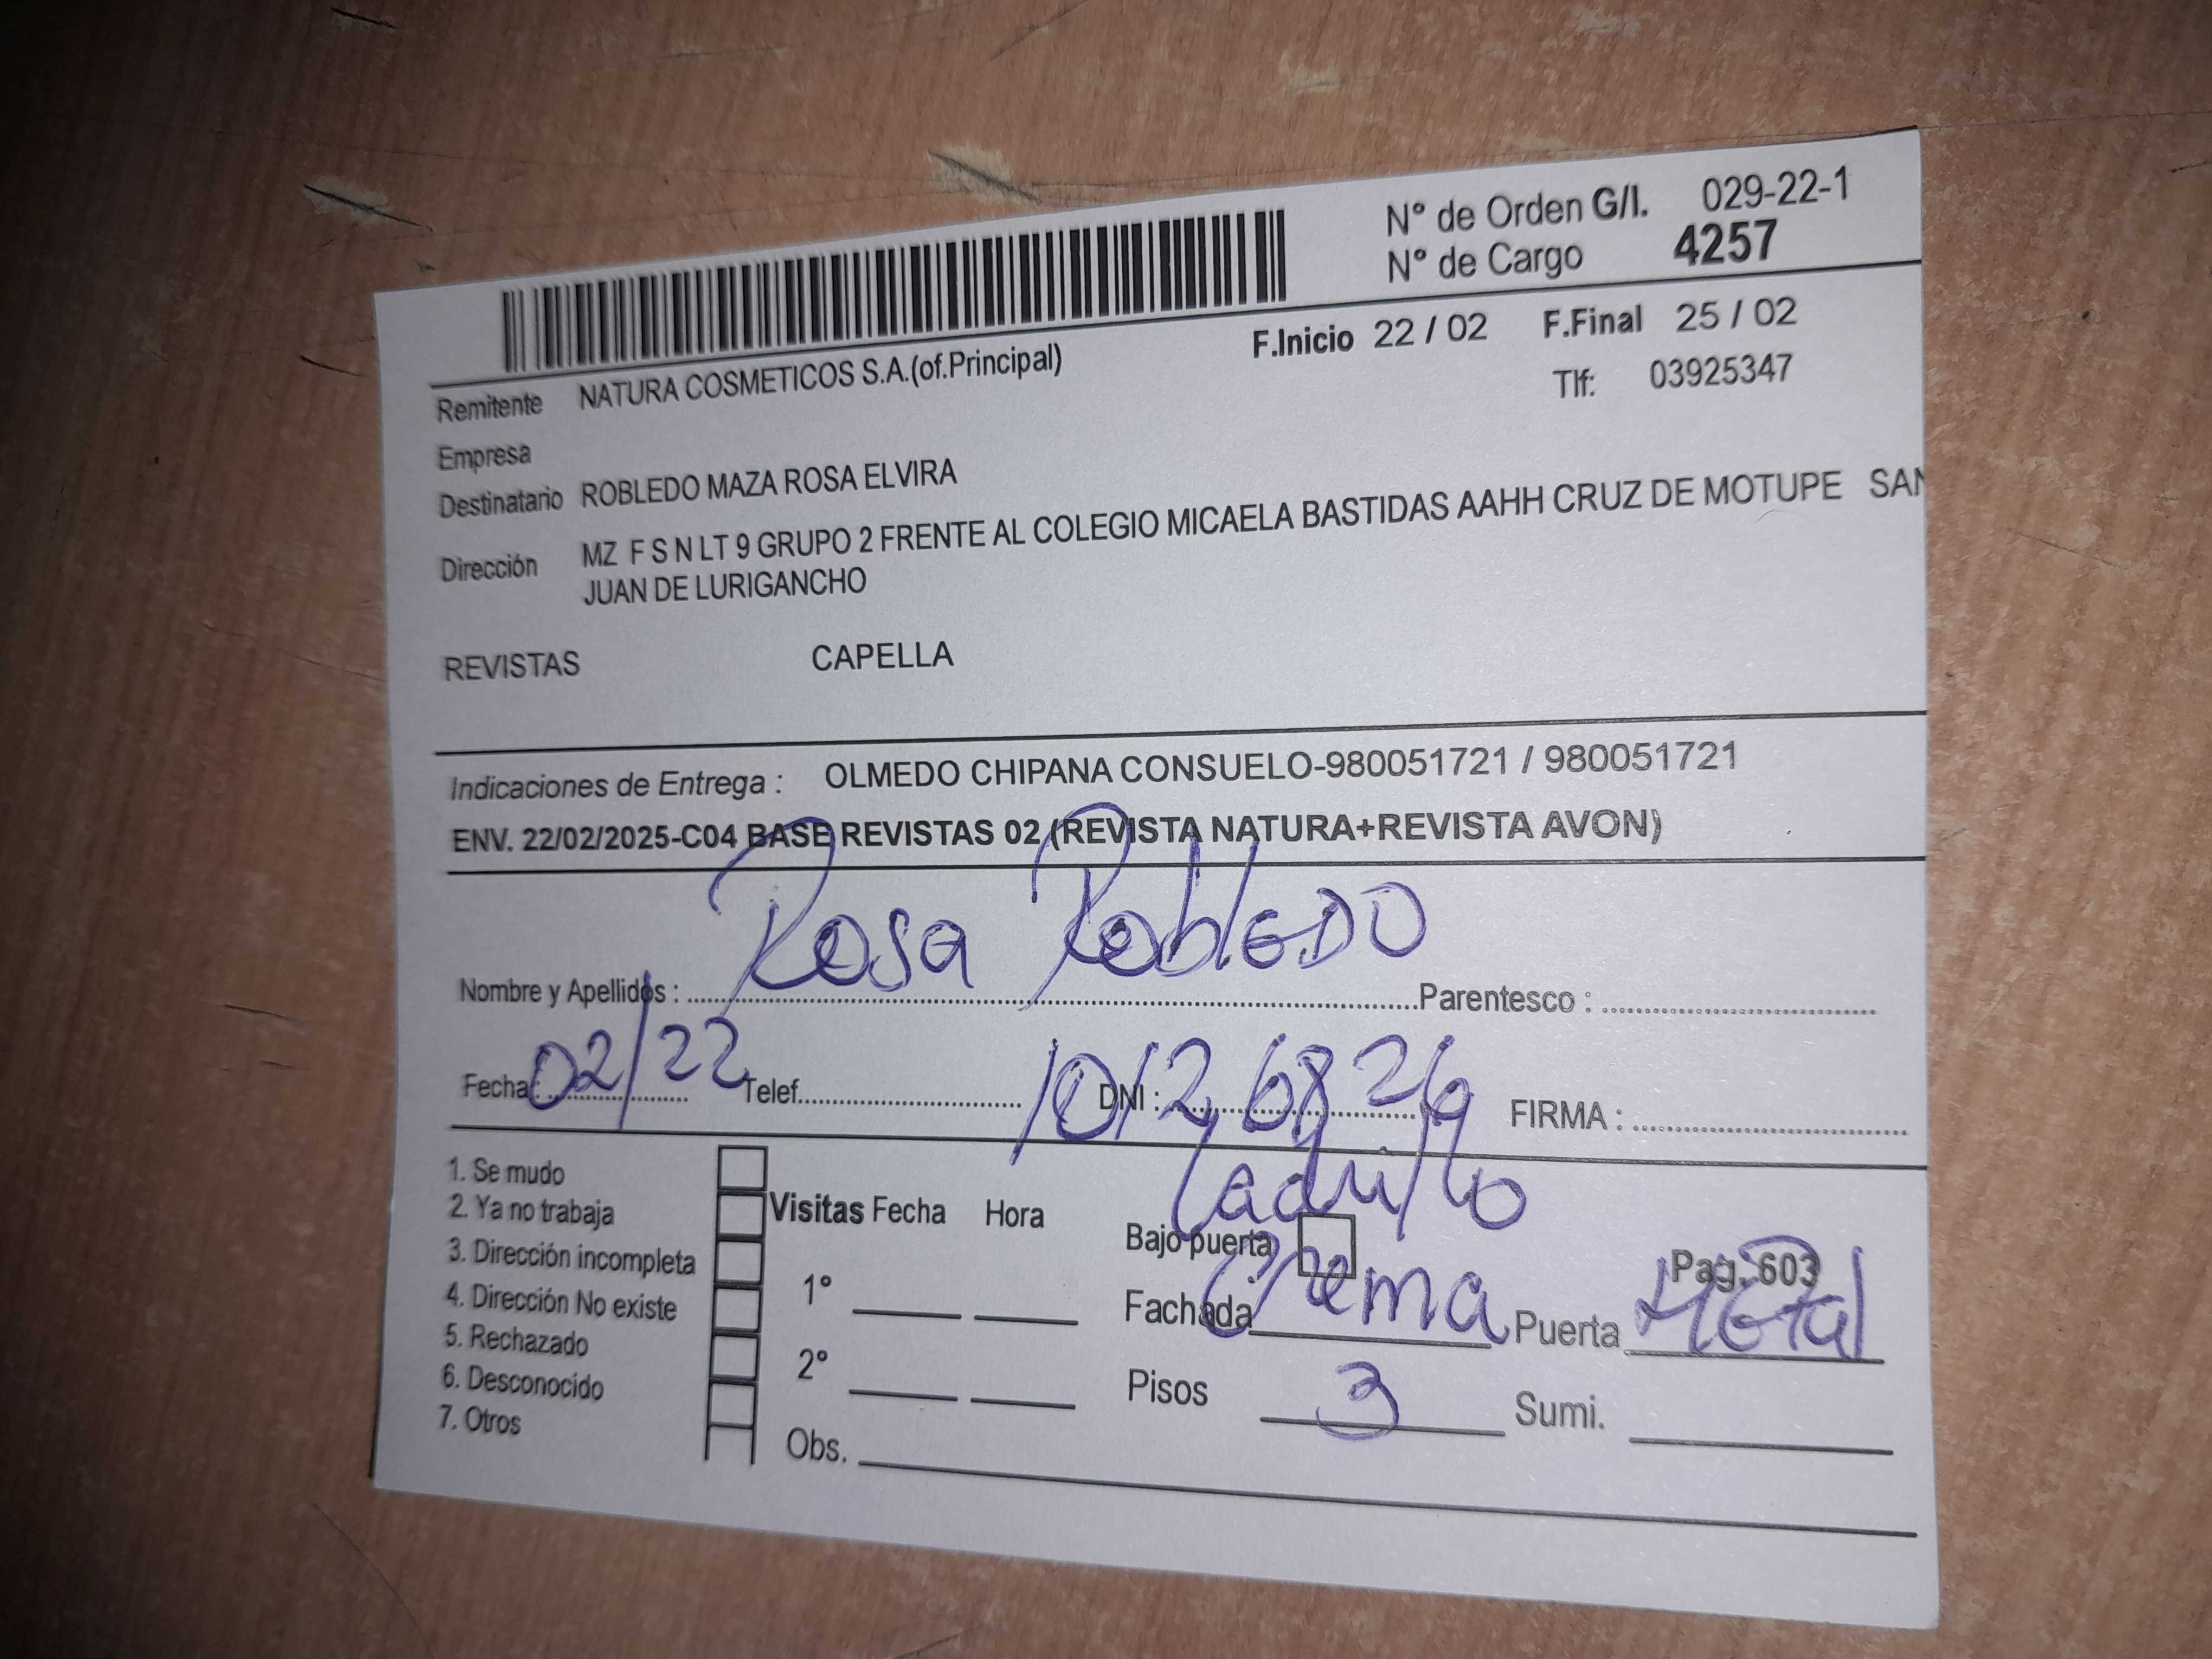 N° de Orden G/I. 029-22-1
N° de Cargo 4257
F.Inicio 22 / 02 F.Final 25 / 02
Remitente NATURA COSMETICOS S.A.(of.Principal) Tlf: 03925347
Empresa
Destinatario ROBLEDO MAZA ROSA ELVIRA
Dirección MZ F S N LT 9 GRUPO 2 FRENTE AL COLEGIO MICAELA BASTIDAS AAHH CRUZ DE MOTUPE SAN
JUAN DE LURIGANCHO
REVISTAS CAPELLA
Indicaciones de Entrega : OLMEDO CHIPANA CONSUELO-980051721 / 980051721
ENV. 22/02/2025-C04 BASE REVISTAS 02 (REVISTA NATURA+REVISTA AVON)
Nombre y Apellidos : Rosa RobleDO Parentesco :
Fecha: 02/22 Telef. DNI : 10126826 FIRMA :
Ladrillo
1. Se mudo
2. Ya no trabaja
3. Dirección incompleta
4. Dirección No existe
5. Rechazado
6. Desconocido
7. Otros
Visitas Fecha Hora
1°
2°
Obs.
Bajo puerta Pag. 603
Fachada Crema Puerta Metal
Pisos 3 Sumi.